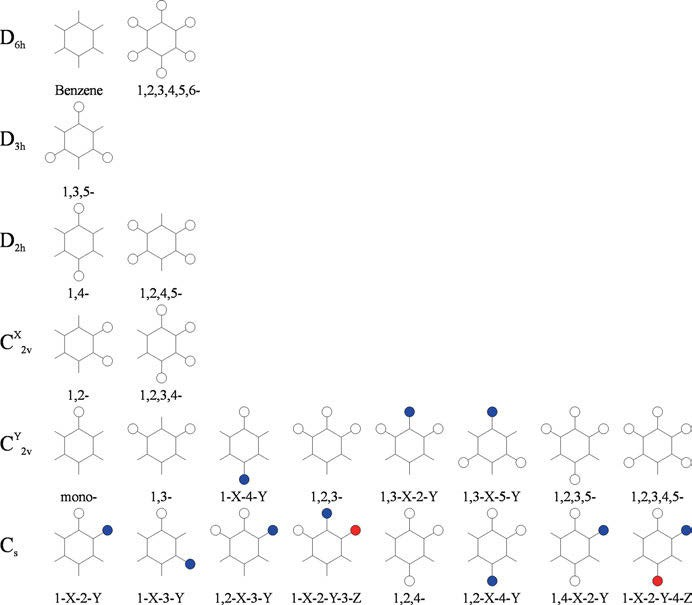 D6h
Benzene 1,2,3,4,5,6-
D3h
1,3,5-
D2h
1,4- 1,2,4,5-
CX2v
1,2- 1,2,3,4-
CY2v
mono- 1,3- 1-X-4-Y 1,2,3- 1,3-X-2-Y 1,3-X-5-Y 1,2,3,5- 1,2,3,4,5-
Cs
1-X-2-Y 1-X-3-Y 1,2-X-3-Y 1-X-2-Y-3-Z 1,2,4- 1,2-X-4-Y 1,4-X-2-Y 1-X-2-Y-4-Z